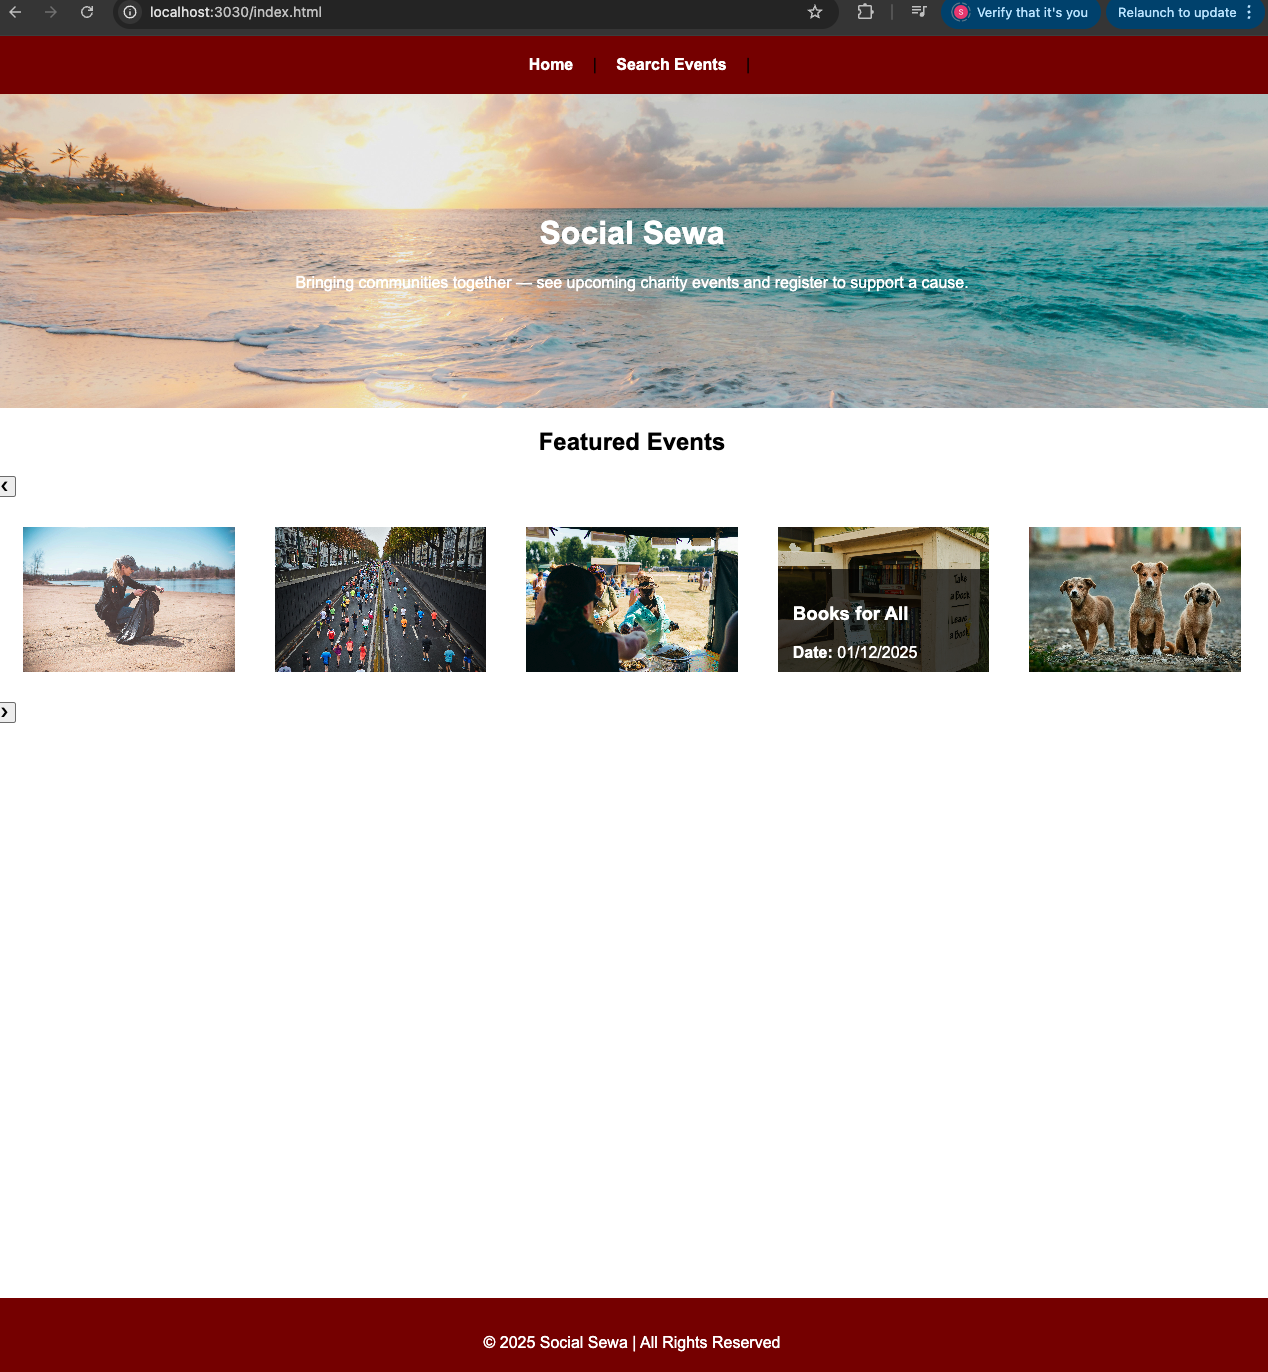 localhost:3030/index.html
S
Verify that it's you
Relaunch to update
Home | Search Events |
Social Sewa
Bringing communities together — see upcoming charity events and register to support a cause.
Featured Events
❮
Take
a Book
Leave
a Book
Books for All
Date: 01/12/2025
❯
© 2025 Social Sewa | All Rights Reserved